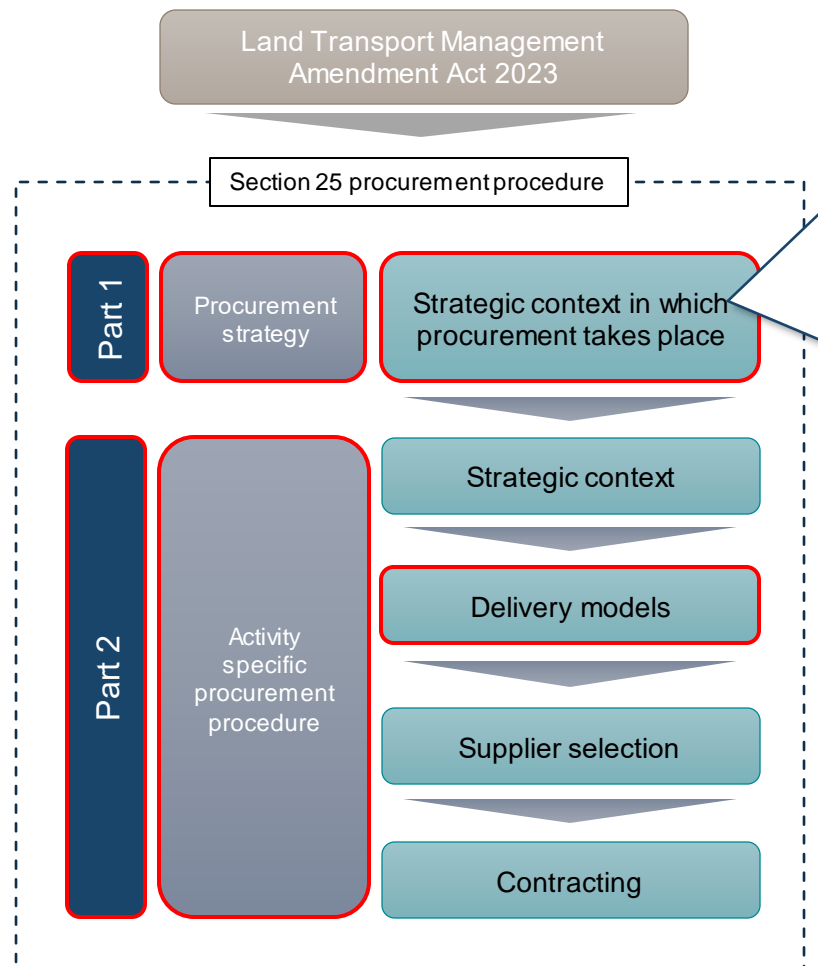 Land Transport Management
Amendment Act 2023
Section 25 procurement procedure
Part 1
Procurement
strategy
Strategic context in which
procurement takes place
Part 2
Activity
specific
procurement
procedure
Strategic context
Delivery models
Supplier selection
Contracting